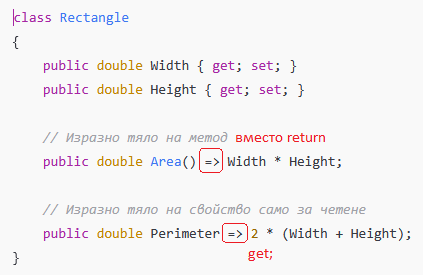 class Rectangle
{
    public double Width { get; set; }
    public double Height { get; set; }
    // Изразно тяло на метод вместо return
    public double Area() => Width * Height;
    // Изразно тяло на свойство само за четене
    public double Perimeter => 2 * (Width + Height);
get;
}